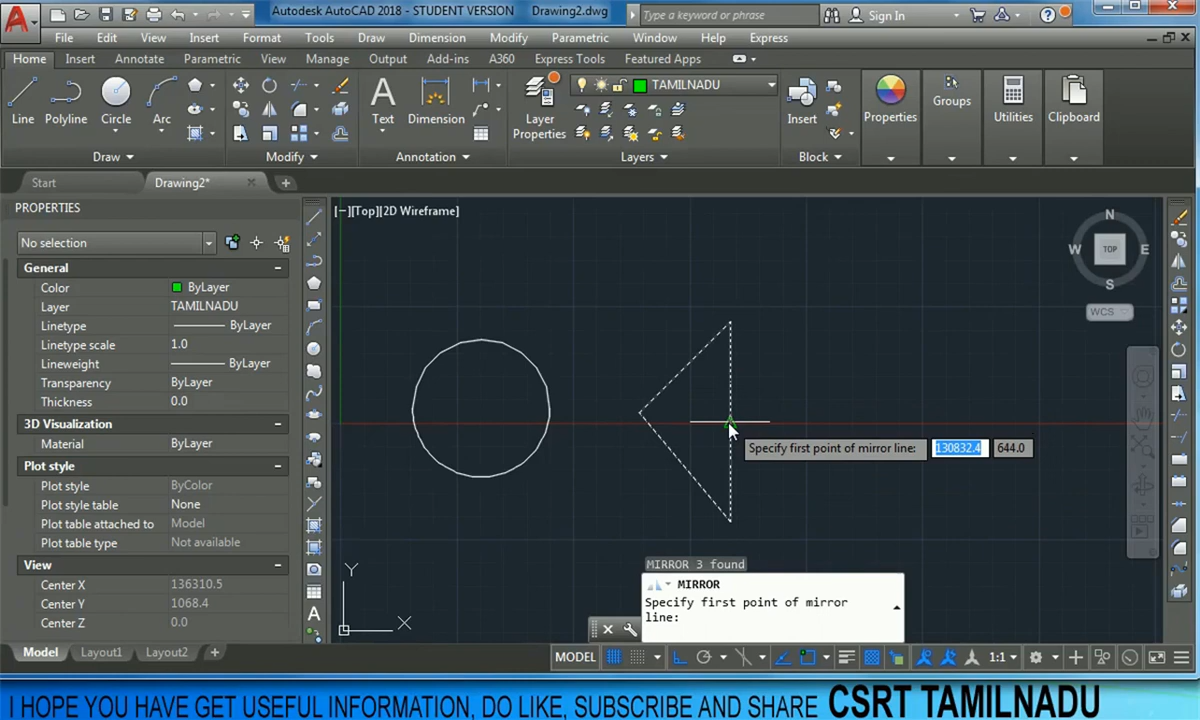 Autodesk AutoCAD 2018 - STUDENT VERSION Drawing2.dwg
Type a keyword or phrase
Sign In
File Edit View Insert Format Tools Draw Dimension Modify Parametric Window Help Express
Home Insert Annotate Parametric View Manage Output Add-ins A360 Express Tools Featured Apps
TAMILNADU
Line Polyline Circle Arc
Text Dimension
Layer Properties
Insert
Properties Groups Utilities Clipboard
Draw Modify Annotation Layers Block
Start Drawing2*
PROPERTIES
[−][Top][2D Wireframe]
No selection
General
Color ByLayer
Layer TAMILNADU
Linetype ByLayer
Linetype scale 1.0
Lineweight ByLayer
Transparency ByLayer
Thickness 0.0
3D Visualization
Material ByLayer
Plot style
Plot style ByColor
Plot style table None
Plot table attached to Model
Plot table type Not available
View
Center X 136310.5
Center Y 1068.4
Center Z 0.0
N
W TOP E
S
WCS
Specify first point of mirror line: 130832.4 644.0
MIRROR 3 found
MIRROR
Specify first point of mirror
line:
Y
X
Model Layout1 Layout2
MODEL 1:1
I HOPE YOU HAVE GET USEFUL INFORMATION, DO LIKE, SUBSCRIBE AND SHARE CSRT TAMILNADU